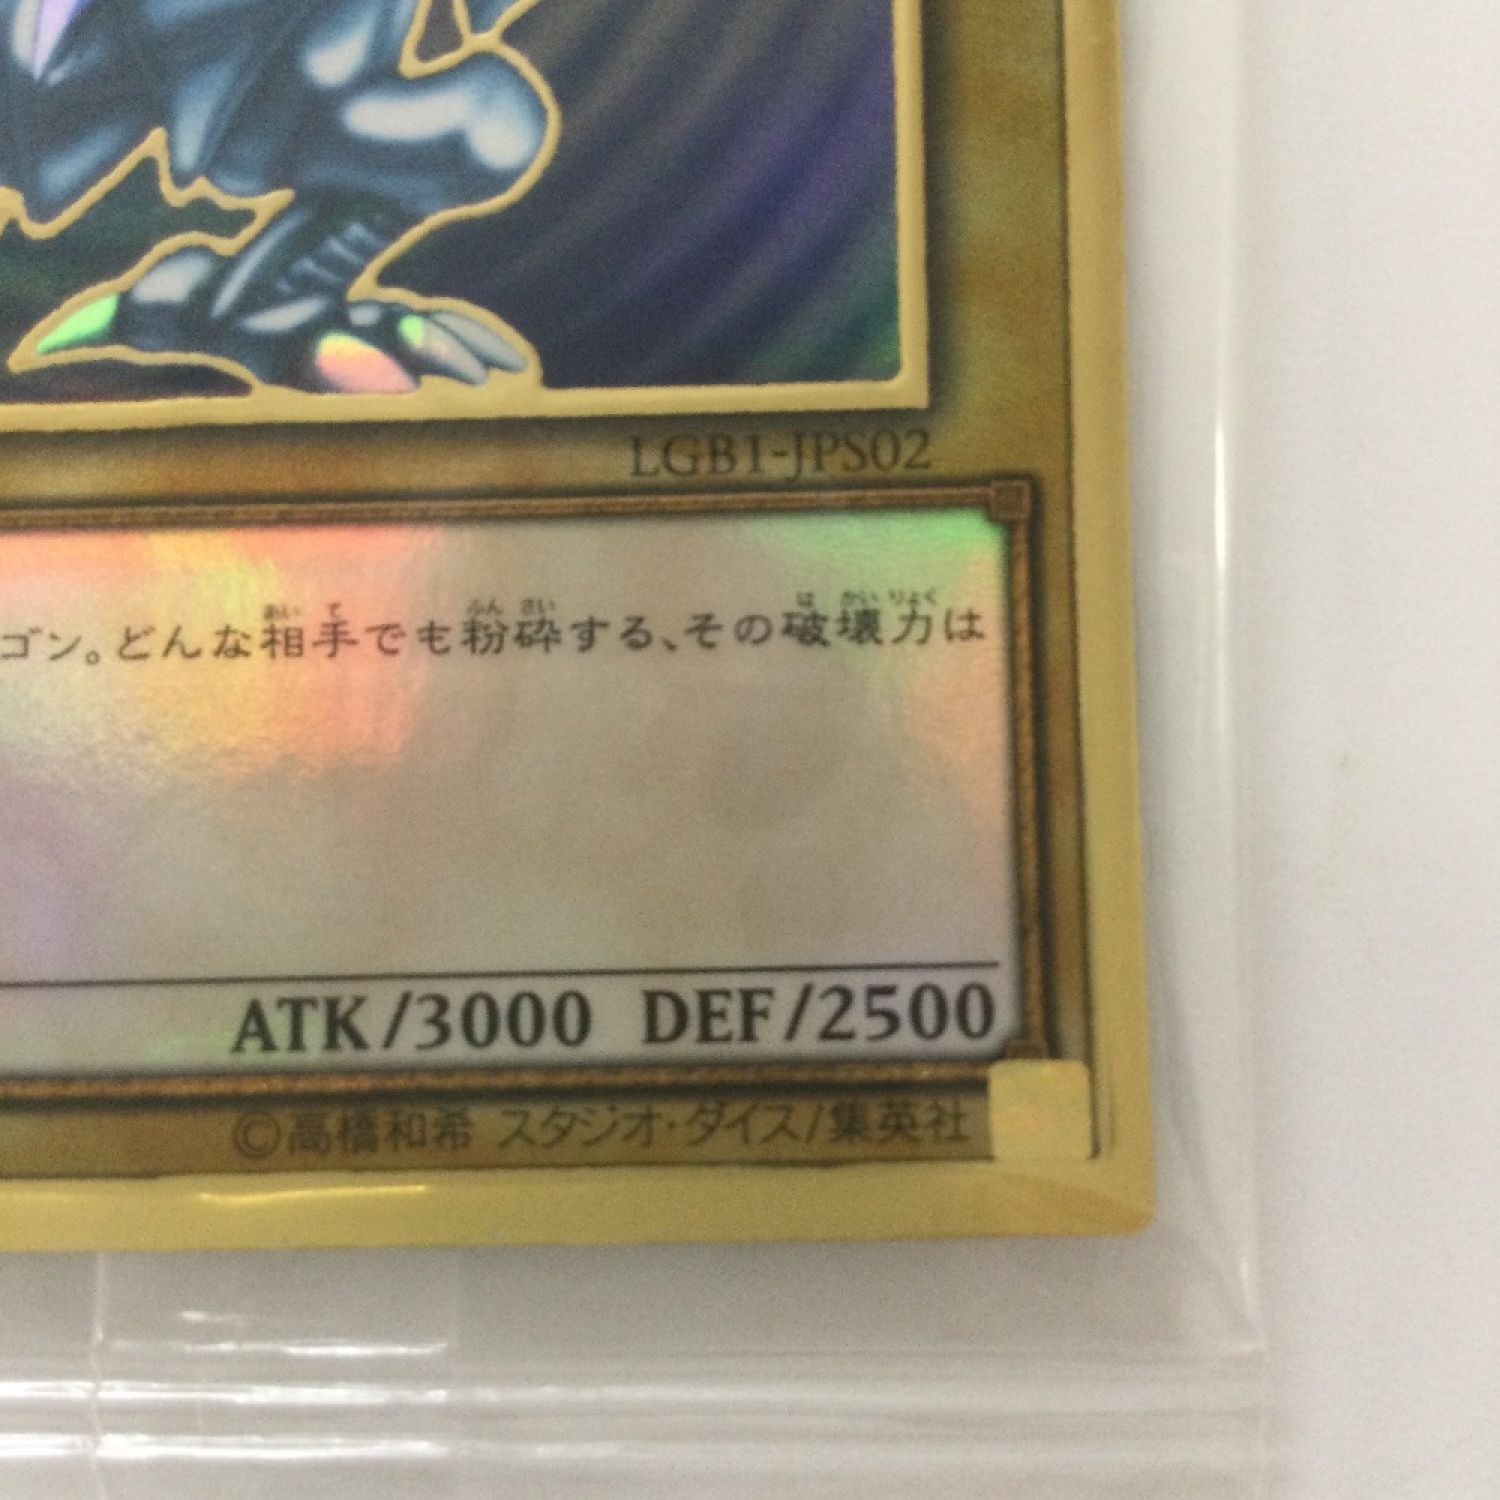 LGB1-JPS02
ゴン。どんな相手でも粉砕する、その破壊力は
ATK/3000 DEF/2500
©高橋和希 スタジオ・ダイス/集英社